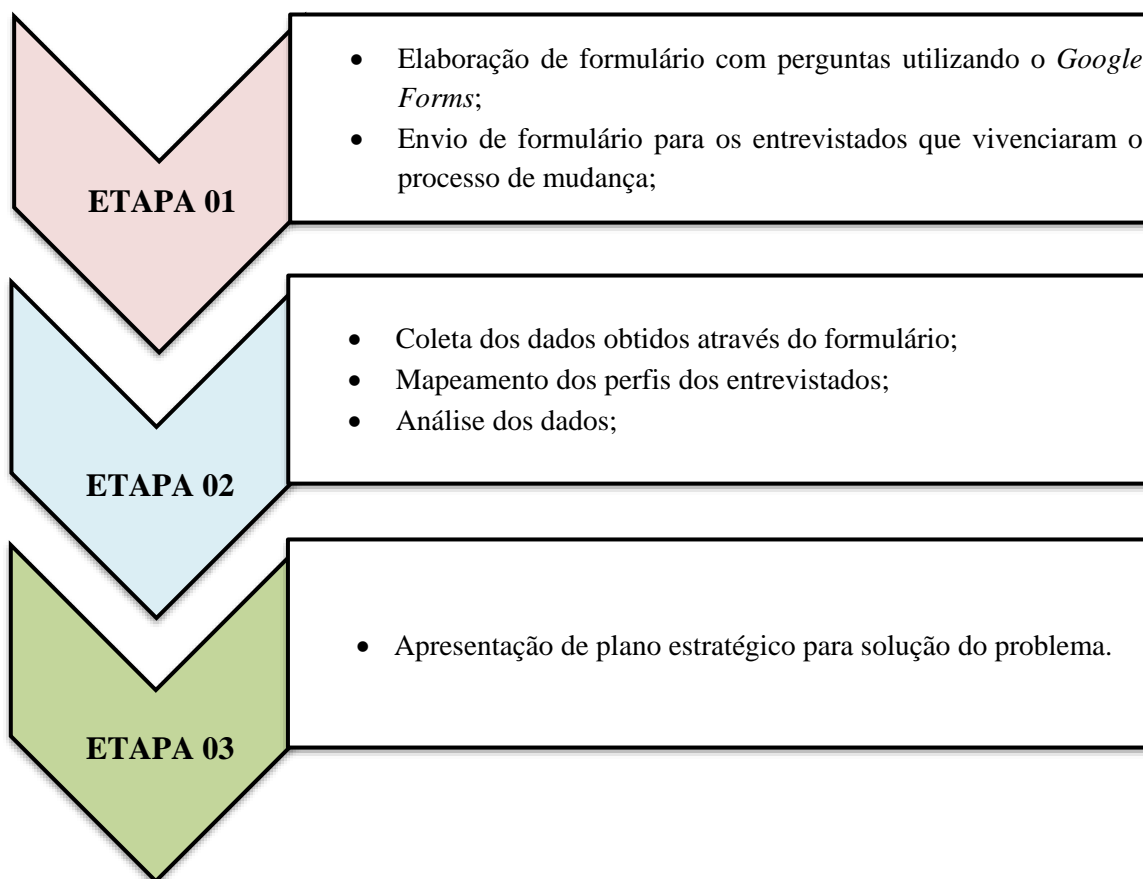 ETAPA 01
• Elaboração de formulário com perguntas utilizando o Google
Forms;
• Envio de formulário para os entrevistados que vivenciaram o
processo de mudança;
ETAPA 02
• Coleta dos dados obtidos através do formulário;
• Mapeamento dos perfis dos entrevistados;
• Análise dos dados;
ETAPA 03
• Apresentação de plano estratégico para solução do problema.